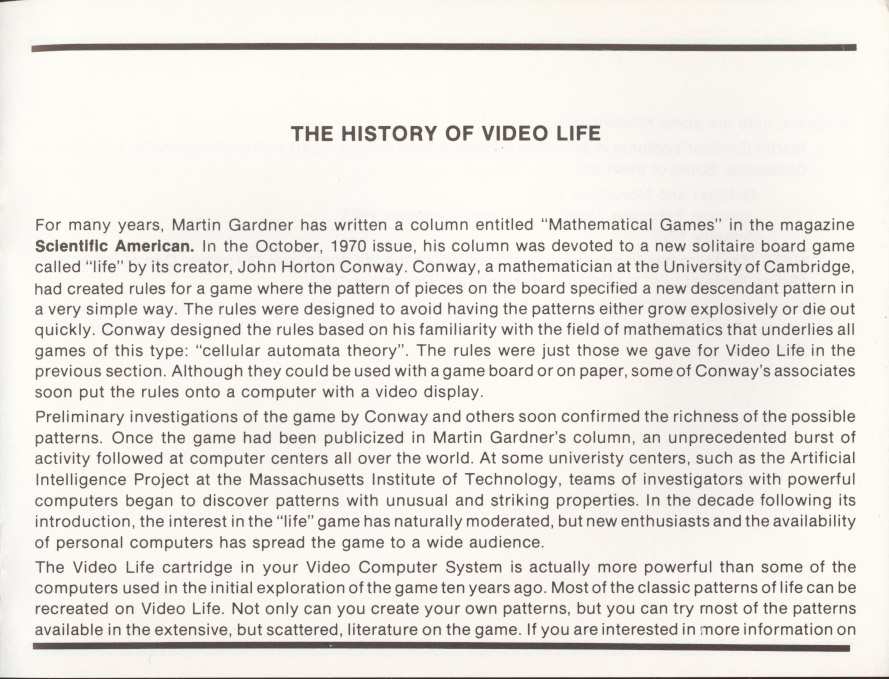 THE HISTORY OF VIDEO LIFE
For many years, Martin Gardner has written a column entitled “Mathematical Games” in the magazine
Scientific American. In the October, 1970 issue, his column was devoted to a new solitaire board game
called “life” by its creator, John Horton Conway. Conway, a mathematician at the University of Cambridge,
had created rules for a game where the pattern of pieces on the board specified a new descendant pattern in
a very simple way. The rules were designed to avoid having the patterns either grow explosively or die out
quickly. Conway designed the rules based on his familiarity with the field of mathematics that underlies all
games of this type: “cellular automata theory”. The rules were just those we gave for Video Life in the
previous section. Although they could be used with a game board or on paper, some of Conway's associates
soon put the rules onto a computer with a video display.
Preliminary investigations of the game by Conway and others soon confirmed the richness of the possible
patterns. Once the game had been publicized in Martin Gardner's column, an unprecedented burst of
activity followed at computer centers all over the world. At some univeristy centers, such as the Artificial
Intelligence Project at the Massachusetts Institute of Technology, teams of investigators with powerful
computers began to discover patterns with unusual and striking properties. In the decade following its
introduction, the interest in the “life” game has naturally moderated, but new enthusiasts and the availability
of personal computers has spread the game to a wide audience.
The Video Life cartridge in your Video Computer System is actually more powerful than some of the
computers used in the initial exploration of the game ten years ago. Most of the classic patterns of life can be
recreated on Video Life. Not only can you create your own patterns, but you can try most of the patterns
available in the extensive, but scattered, literature on the game. If you are interested in more information on